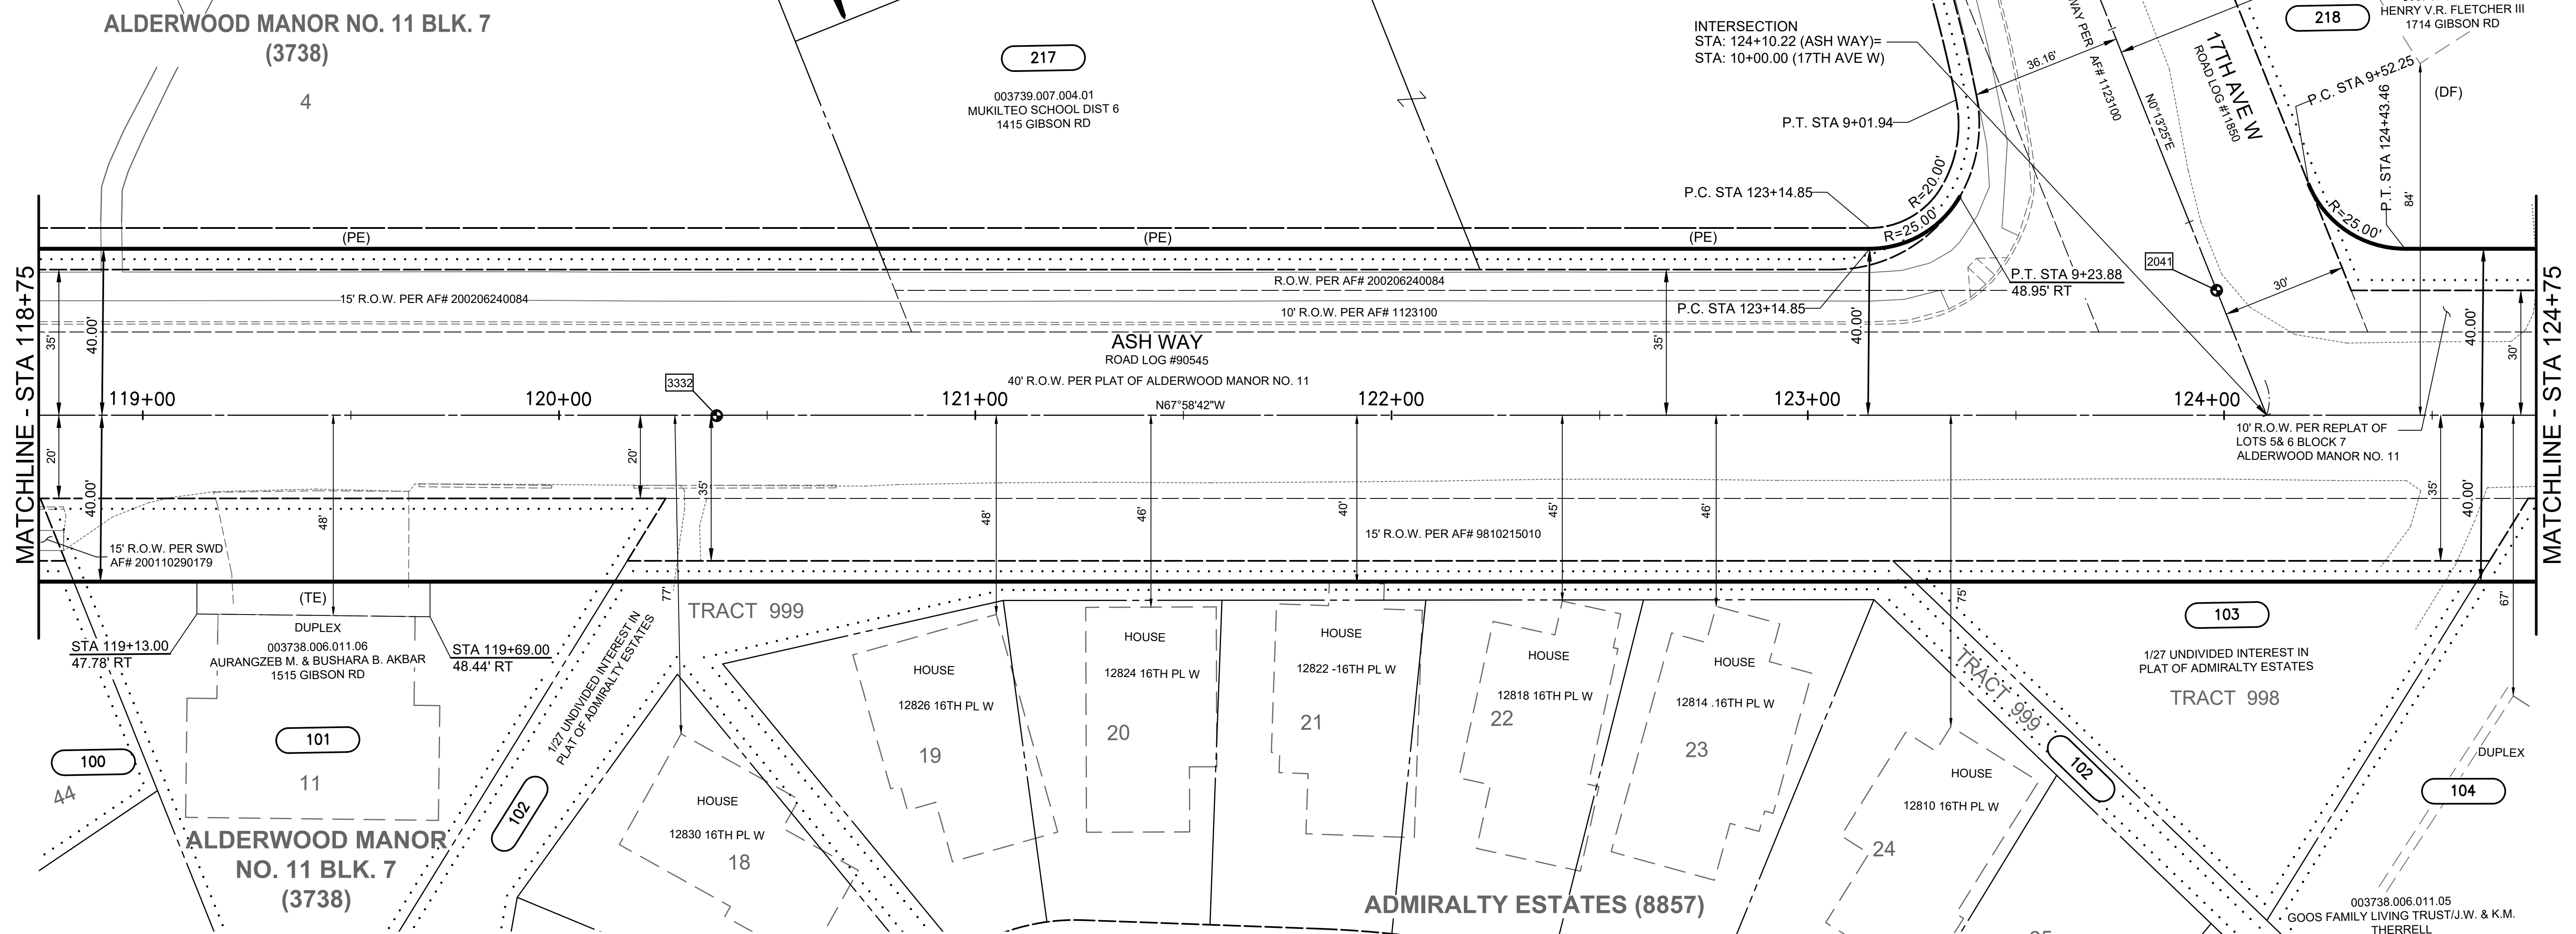 ALDERWOOD MANOR NO. 11 BLK. 7
(3738)
4
217
003739.007.004.01
MUKILTEO SCHOOL DIST 6
1415 GIBSON RD
INTERSECTION
STA: 124+10.22 (ASH WAY)=
STA: 10+00.00 (17TH AVE W)
P.T. STA 9+01.94
P.C. STA 123+14.85
R=20.00'
R=25.00'
36.16'
WAY PER AF# 1123100
N0°13'25"E
17TH AVE W
ROAD LOG #11850
218
HENRY V.R. FLETCHER III
1714 GIBSON RD
P.C. STA 9+52.25
P.T. STA 124+43.46
(DF)
84'
R=25.00'
(PE)
(PE)
(PE)
MATCHLINE - STA 118+75
15' R.O.W. PER AF# 200206240084
R.O.W. PER AF# 200206240084
10' R.O.W. PER AF# 1123100
P.C. STA 123+14.85
P.T. STA 9+23.88
48.95' RT
2041
30'
MATCHLINE - STA 124+75
35'
40.00'
ASH WAY
ROAD LOG #90545
40' R.O.W. PER PLAT OF ALDERWOOD MANOR NO. 11
35'
40.00'
40.00'
30'
3332
119+00
120+00
121+00
N67°58'42"W
122+00
123+00
124+00
10' R.O.W. PER REPLAT OF
LOTS 5& 6 BLOCK 7
ALDERWOOD MANOR NO. 11
20'
40.00'
48'
20'
35'
48'
46'
40'
45'
46'
35'
40.00'
15' R.O.W. PER SWD
AF# 200110290179
15' R.O.W. PER AF# 9810215010
77'
75'
67'
(TE)
DUPLEX
STA 119+13.00
47.78' RT
STA 119+69.00
48.44' RT
003738.006.011.06
AURANGZEB M. & BUSHARA B. AKBAR
1515 GIBSON RD
1/27 UNDIVIDED INTEREST IN
PLAT OF ADMIRALTY ESTATES
TRACT 999
HOUSE
12826 16TH PL W
19
HOUSE
12824 16TH PL W
20
HOUSE
12822 -16TH PL W
21
HOUSE
12818 16TH PL W
22
HOUSE
12814 .16TH PL W
23
TRACT 999
102
103
1/27 UNDIVIDED INTEREST IN
PLAT OF ADMIRALTY ESTATES
TRACT 998
100
44
101
11
102
HOUSE
12830 16TH PL W
18
HOUSE
12810 16TH PL W
24
DUPLEX
104
ALDERWOOD MANOR
NO. 11 BLK. 7
(3738)
ADMIRALTY ESTATES (8857)
003738.006.011.05
GOOS FAMILY LIVING TRUST/J.W. & K.M.
THERRELL